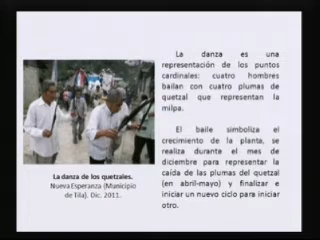 La danza es una
representación de los puntos
cardinales: cuatro hombres
bailan con cuatro plumas de
quetzal que representan la
milpa.
El baile simboliza el
crecimiento de la planta, se
realiza durante el mes de
diciembre para representar la
caída de las plumas del quetzal
(en abril-mayo) y finalizar e
iniciar un nuevo ciclo para iniciar
otro.
La danza de los quetzales.
Nueva Esperanza (Municipio
de Tila). Dic. 2011.